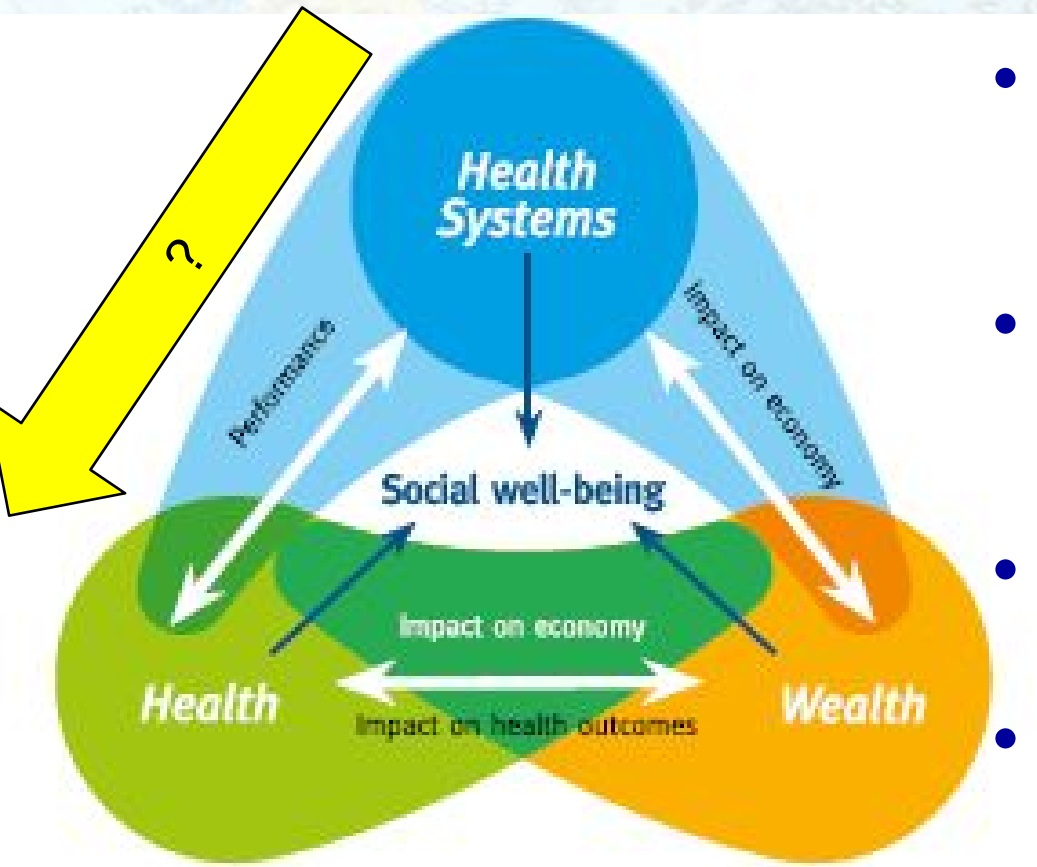 ?
Health
Systems
Performance
Impact on economy
Social well-being
Impact on economy
Health
Wealth
Impact on health outcomes